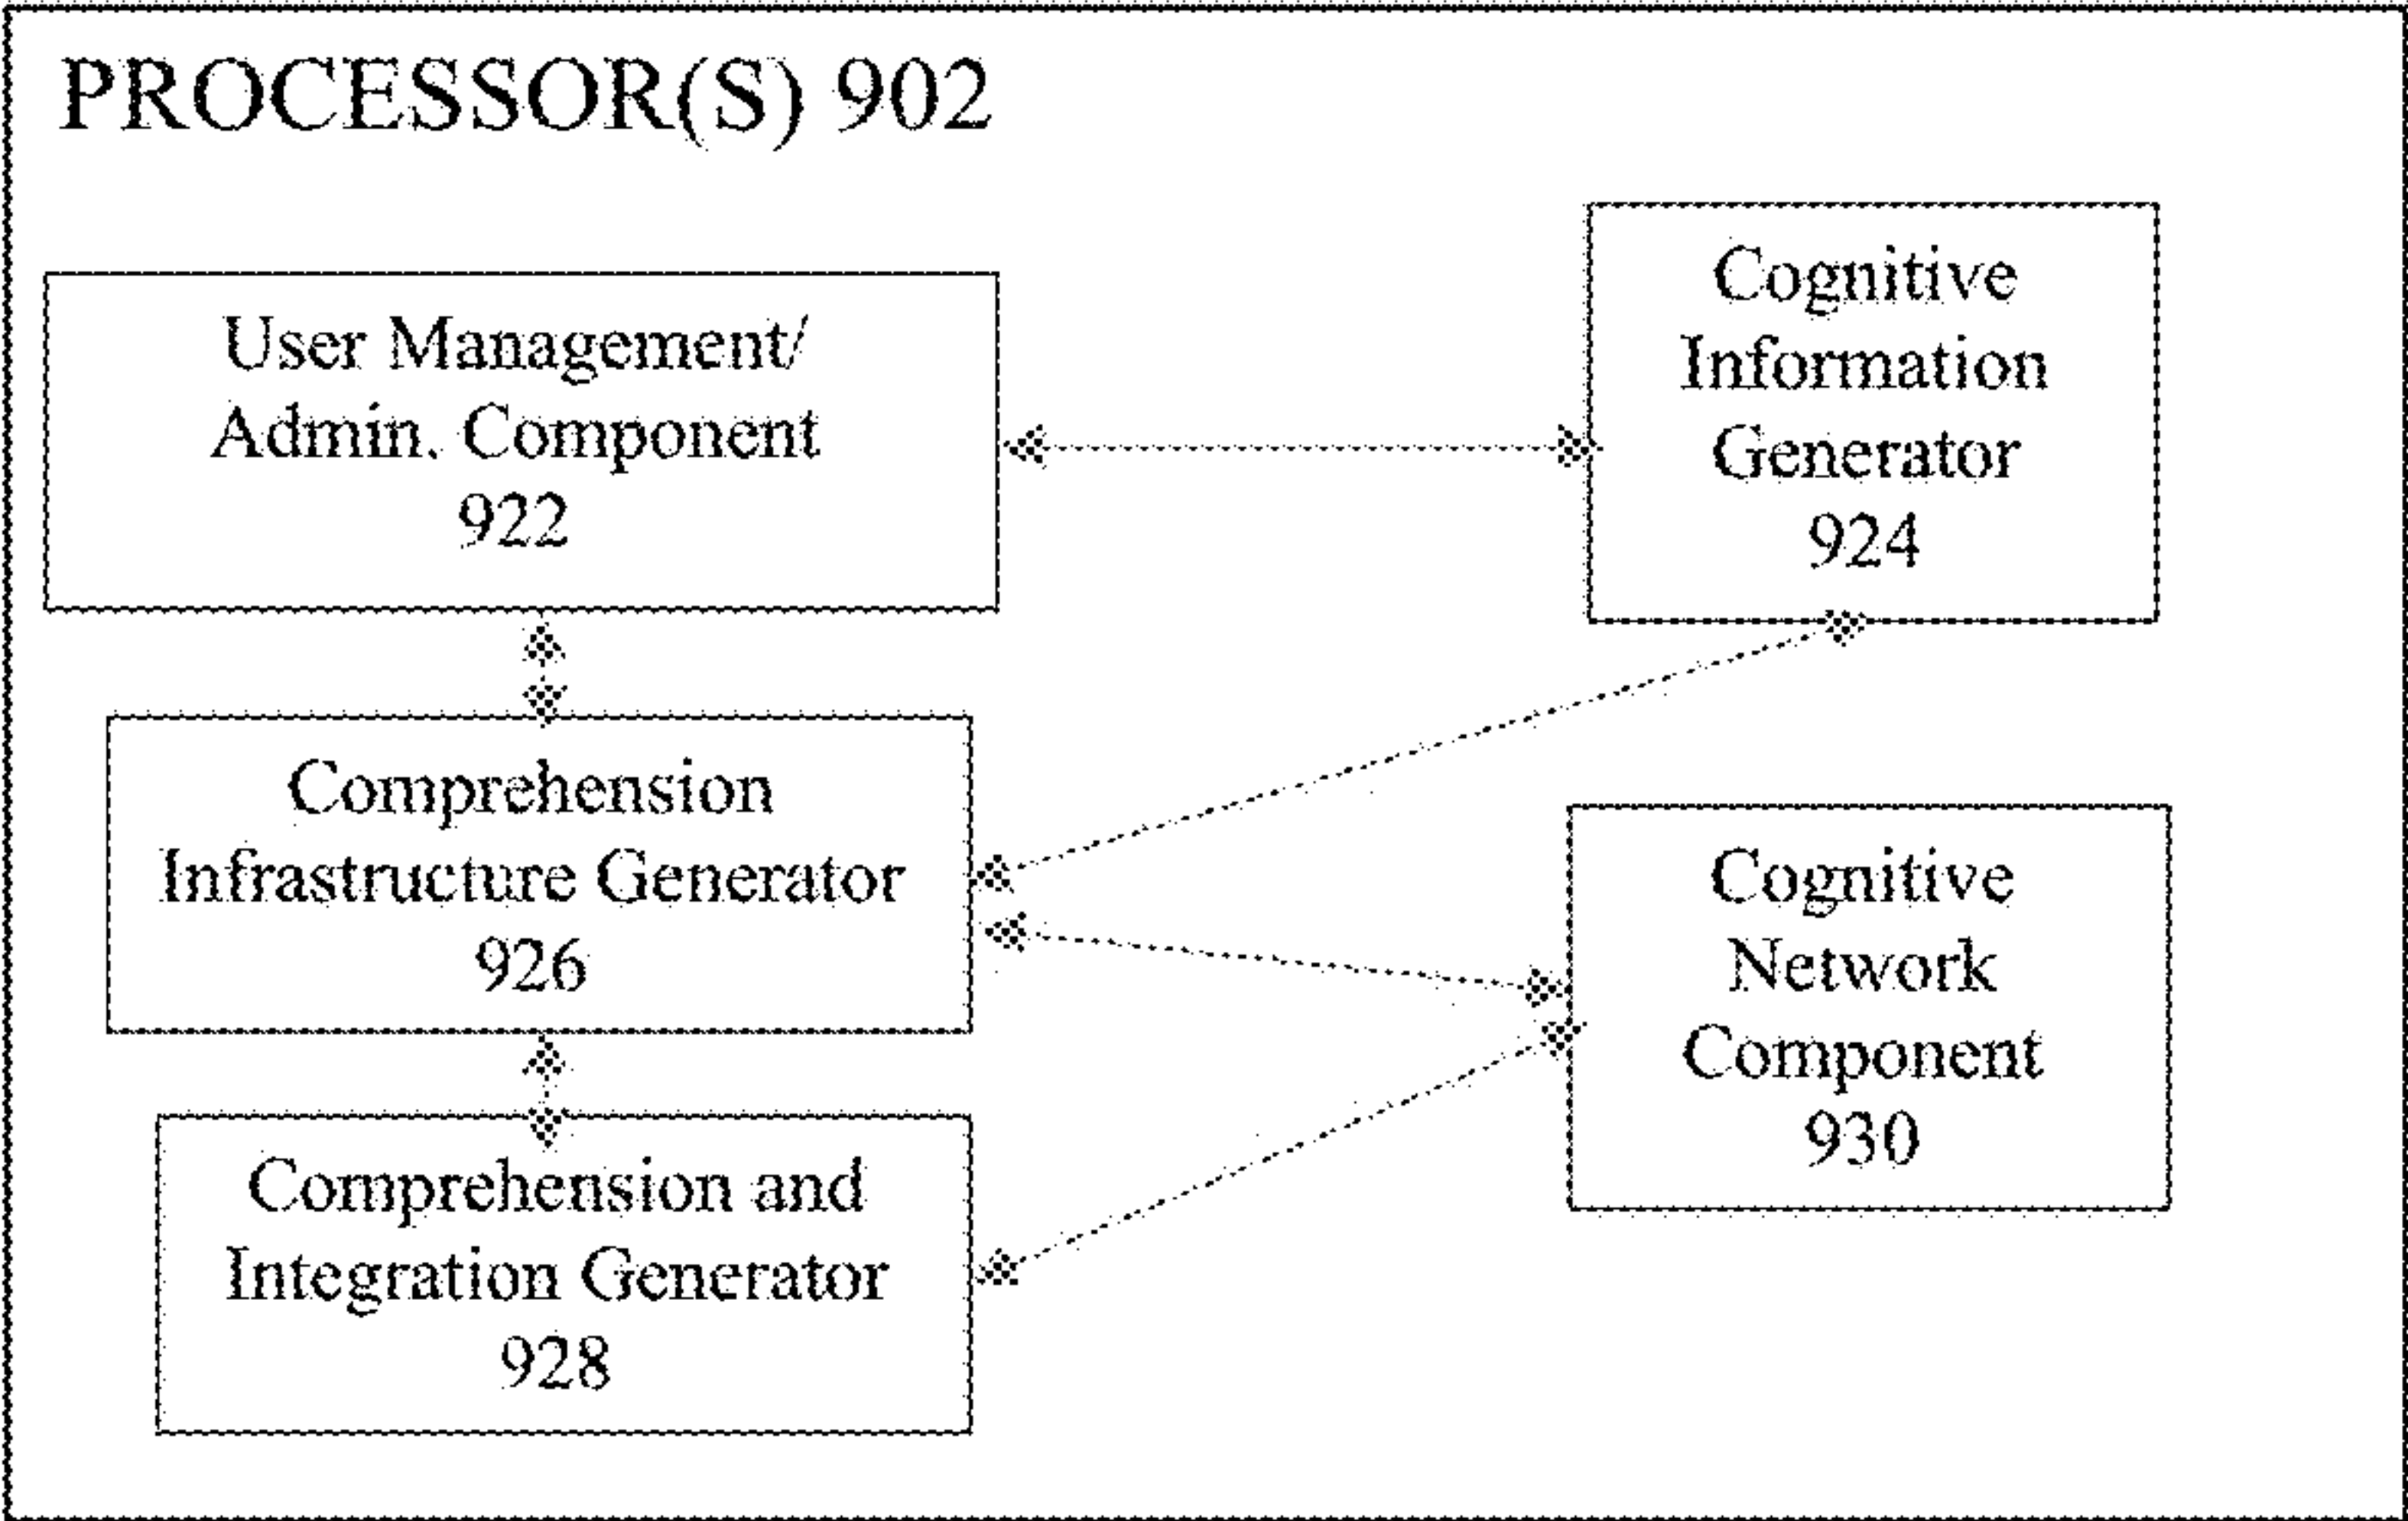 PROCESSOR(S) 902
User Management/
Admin. Component
922
Cognitive
Information
Generator
924
Comprehension
Infrastructure Generator
926
Cognitive
Network
Component
930
Comprehension and
Integration Generator
928